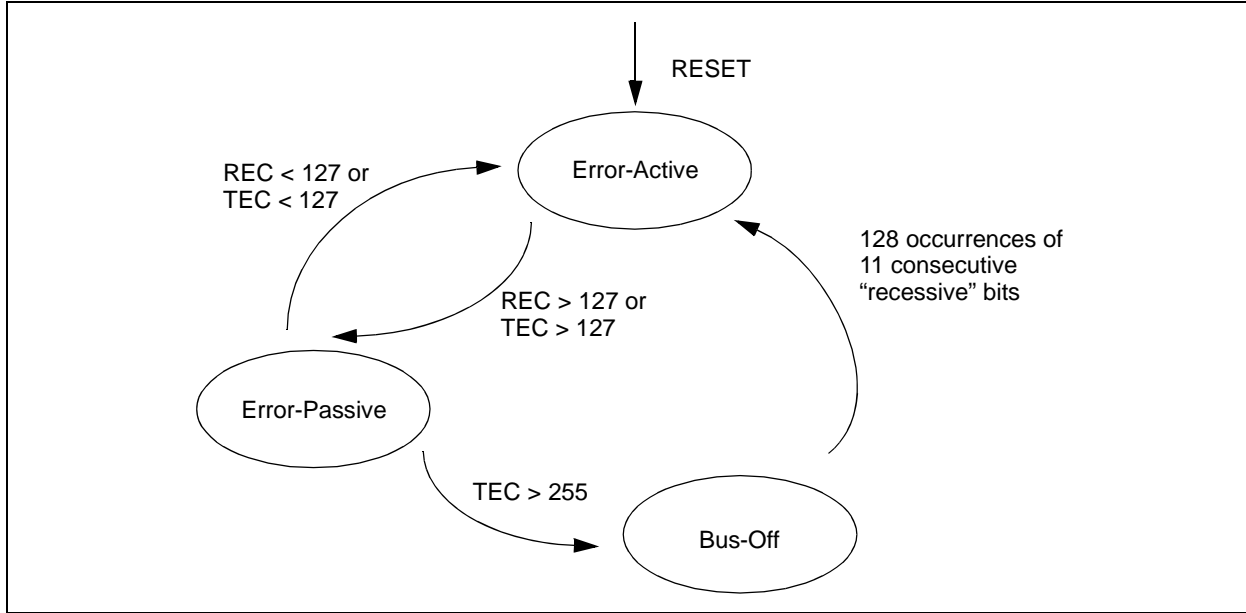 RESET
Error-Active
REC < 127 or
TEC < 127
128 occurrences of
11 consecutive
“recessive” bits
REC > 127 or
TEC > 127
Error-Passive
TEC > 255
Bus-Off